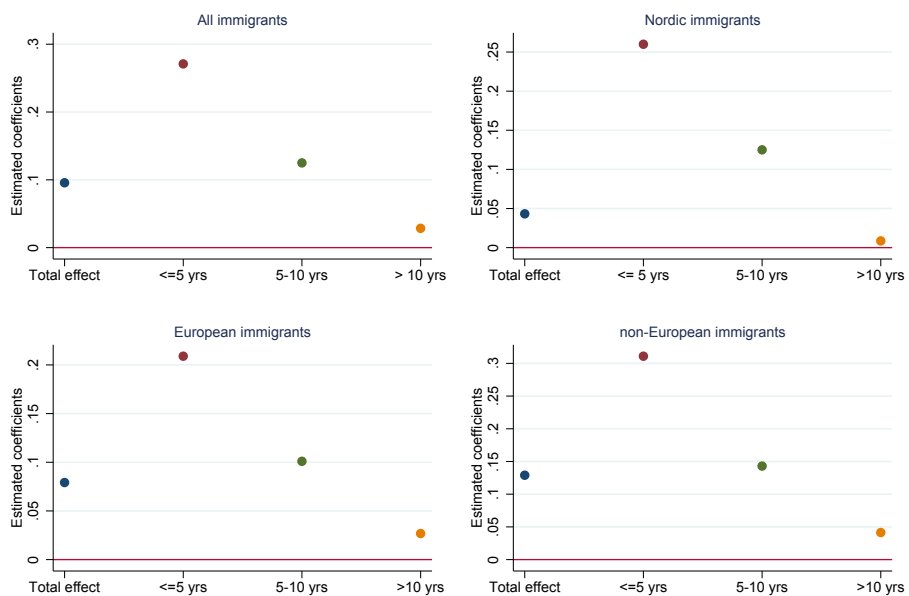 All immigrants
Estimated coefficients
0 .1 .2 .3
Total effect <=5 yrs 5-10 yrs > 10 yrs
Nordic immigrants
Estimated coefficients
0 .05 .1 .15 .2 .25
Total effect <= 5 yrs 5-10 yrs >10 yrs
European immigrants
Estimated coefficients
0 .05 .1 .15 .2
Total effect <=5 yrs 5-10 yrs >10 yrs
non-European immigrants
Estimated coefficients
0 .05 .1 .15 .2 .25 .3
Total effect <=5 yrs 5-10 yrs >10 yrs